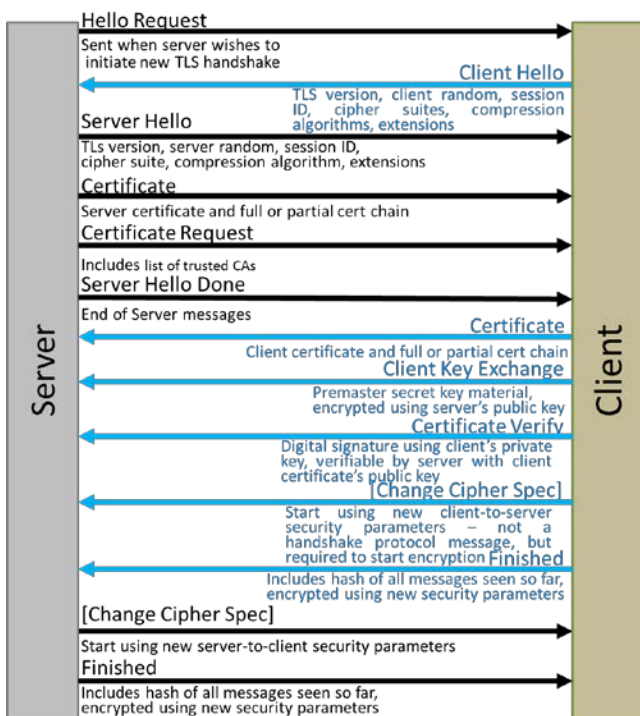 Hello Request
Sent when server wishes to
initiate new TLS handshake
Client Hello
TLS version, client random, session
ID, cipher suites, compression
algorithms, extensions
Server Hello
TLs version, server random, session ID,
cipher suite, compression algorithm, extensions
Certificate
Server certificate and full or partial cert chain
Certificate Request
Includes list of trusted CAs
Server Hello Done
End of Server messages
Certificate
Client certificate and full or partial cert chain
Client Key Exchange
Premaster secret key material,
encrypted using server's public key
Certificate Verify
Digital signature using client's private
key, verifiable by server with client
certificate's public key
[Change Cipher Spec]
Start using new client-to-server
security parameters – not a
handshake protocol message, but
required to start encryption
Finished
Includes hash of all messages seen so far,
encrypted using new security parameters
[Change Cipher Spec]
Start using new server-to-client security parameters
Finished
Includes hash of all messages seen so far,
encrypted using new security parameters
Server
Client